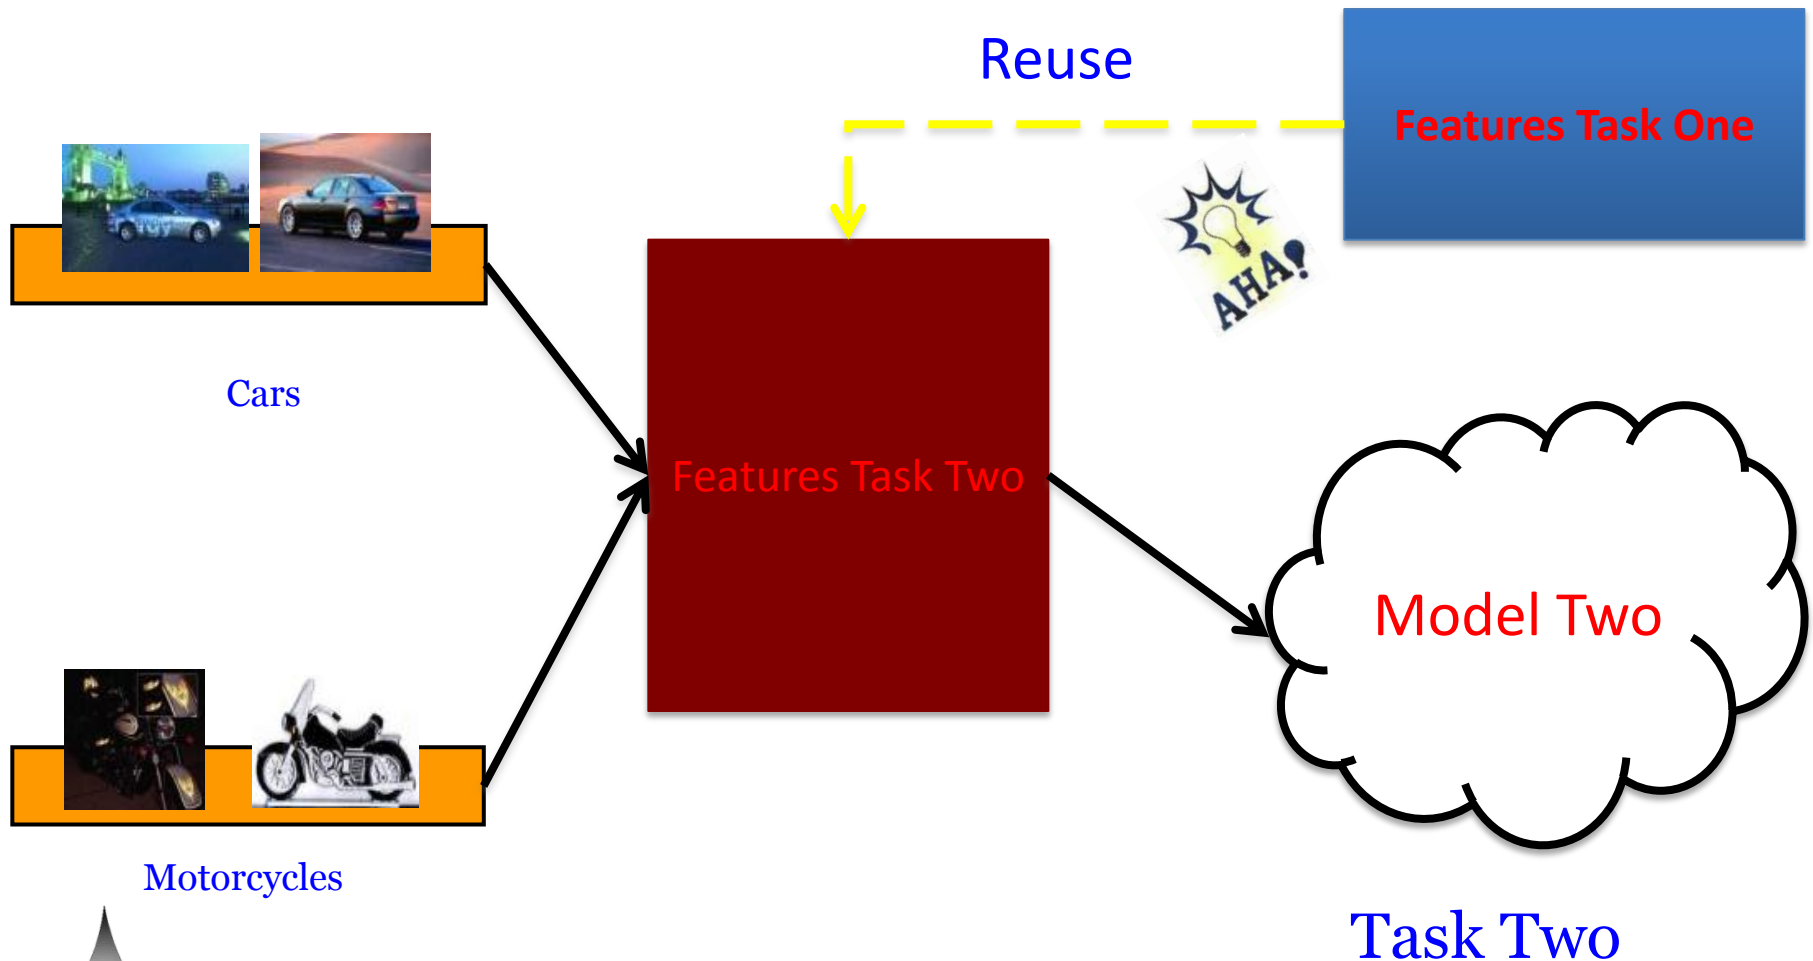 Reuse
Features Task One
AHA!
Cars
Features Task Two
Model Two
Motorcycles
Task Two